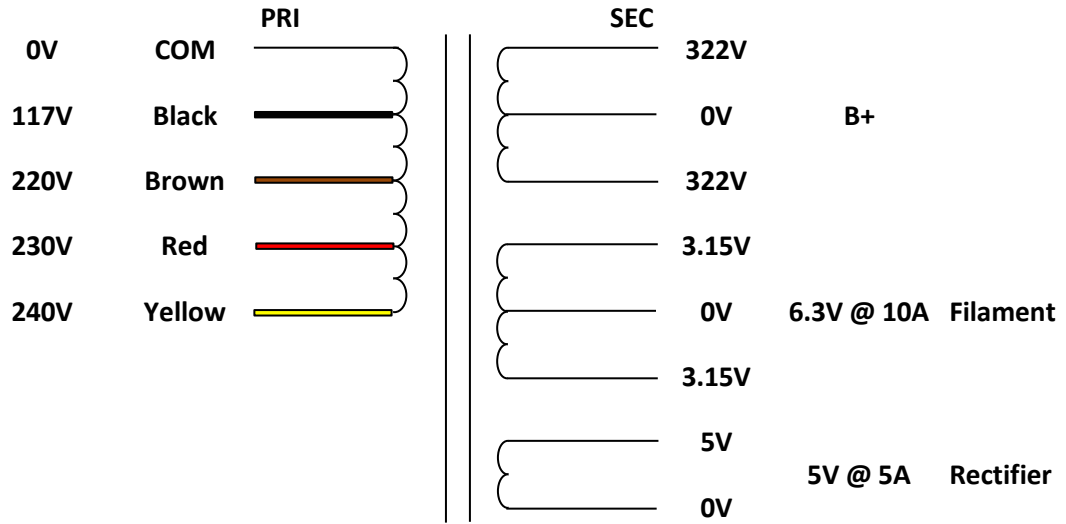 PRI SEC
0V COM 322V
117V Black 0V B+
220V Brown 322V
230V Red 3.15V
240V Yellow 0V 6.3V @ 10A Filament
3.15V
5V
5V @ 5A Rectifier
0V